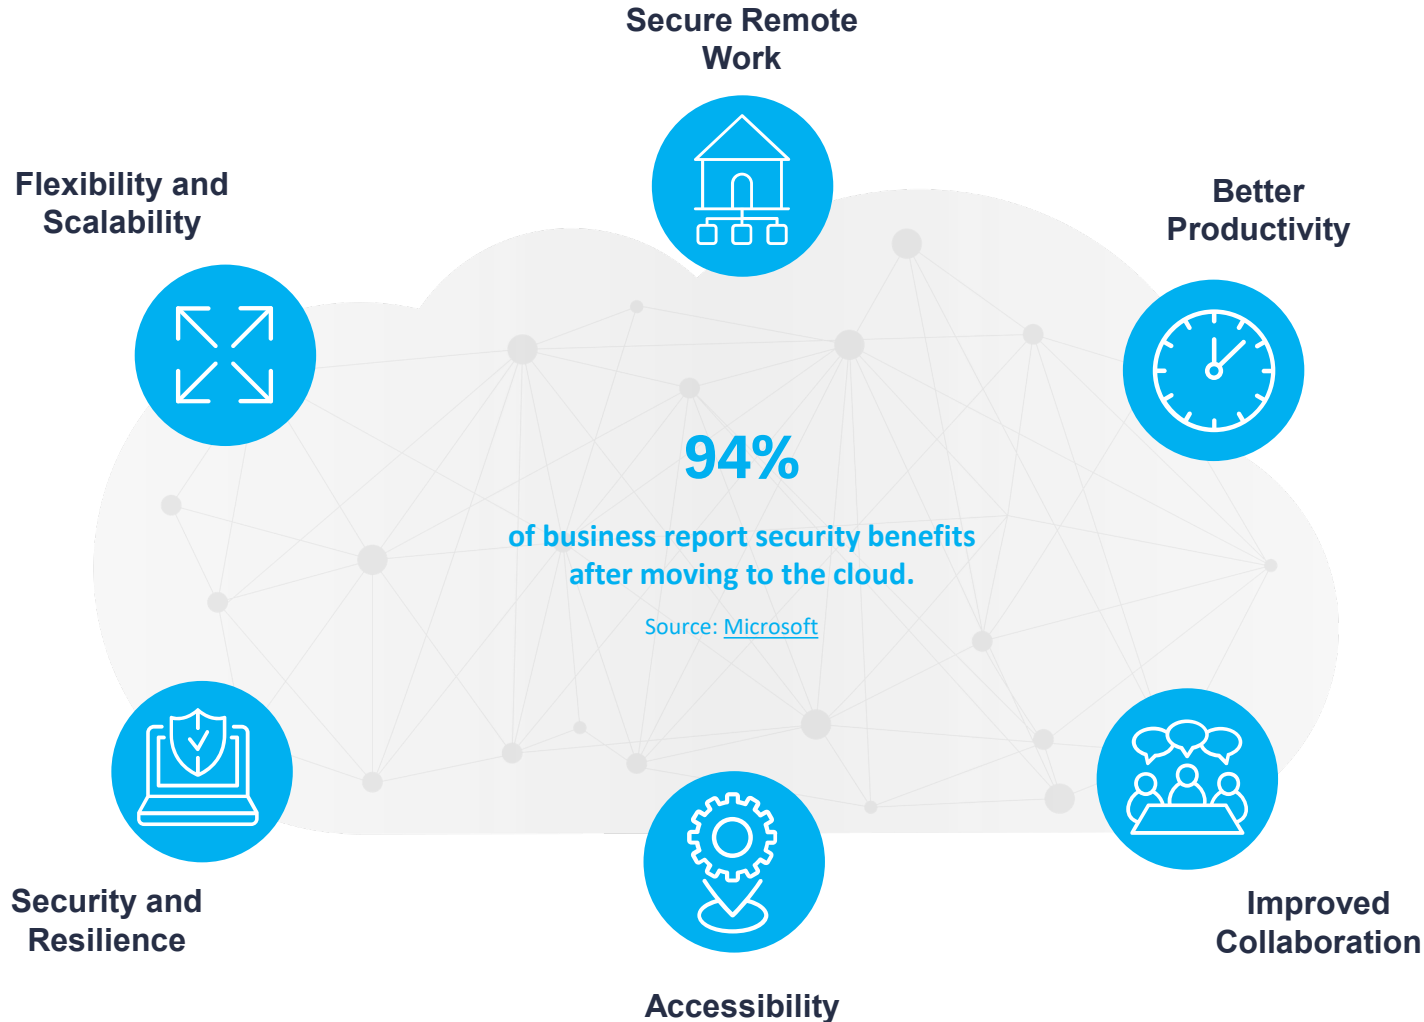 Secure Remote
Work
Flexibility and
Scalability
Better
Productivity
94%
of business report security benefits
after moving to the cloud.
Source: Microsoft
Security and
Resilience
Improved
Collaboration
Accessibility